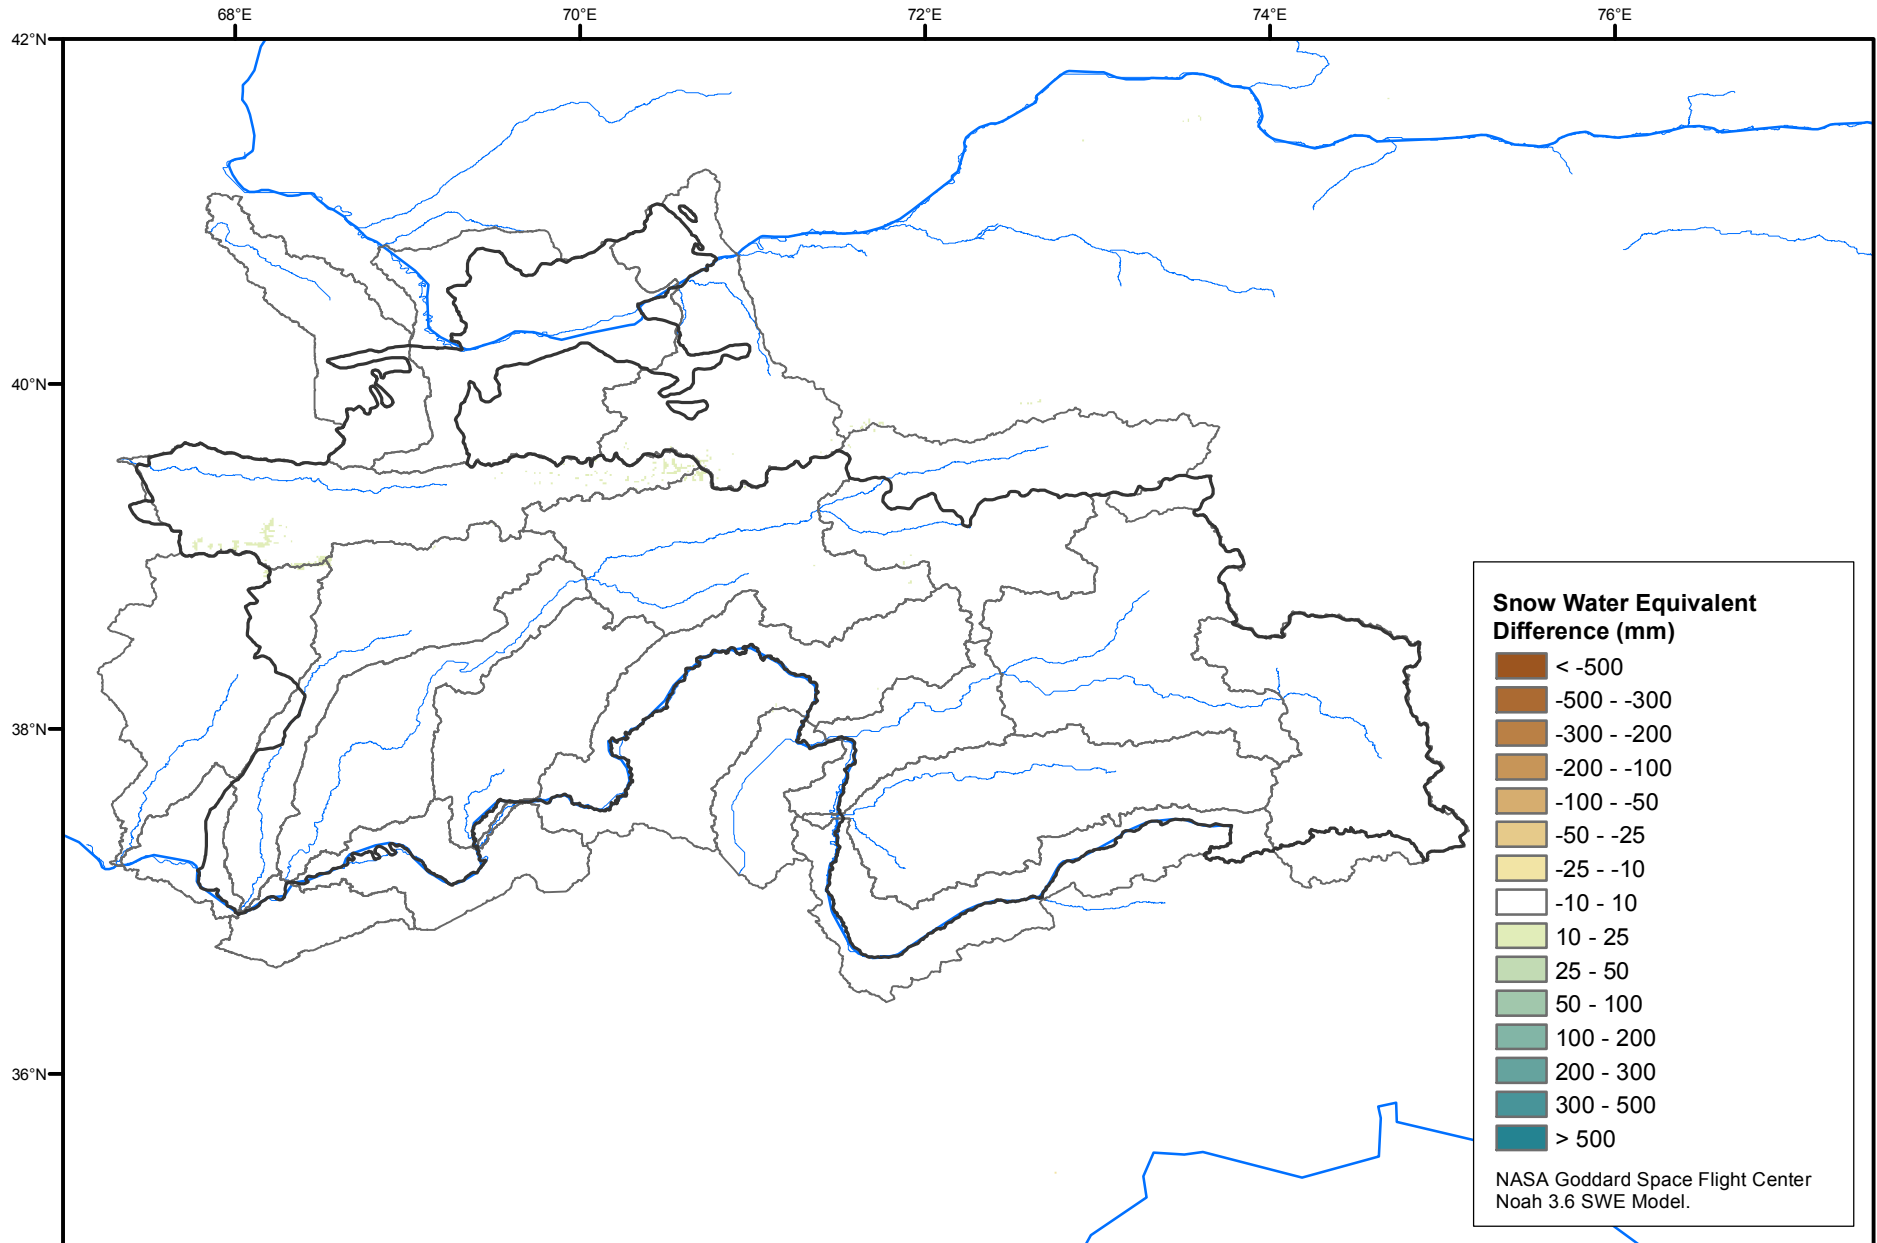 68°E
70°E
72°E
74°E
76°E
42°N
40°N
38°N
36°N
Snow Water Equivalent
Difference (mm)
< -500
-500 - -300
-300 - -200
-200 - -100
-100 - -50
-50 - -25
-25 - -10
-10 - 10
10 - 25
25 - 50
50 - 100
100 - 200
200 - 300
300 - 500
> 500
NASA Goddard Space Flight Center
Noah 3.6 SWE Model.